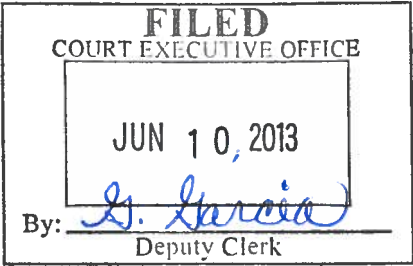 FILED
COURT EXECUTIVE OFFICE
JUN 10, 2013
By: G. Garcia
Deputy Clerk